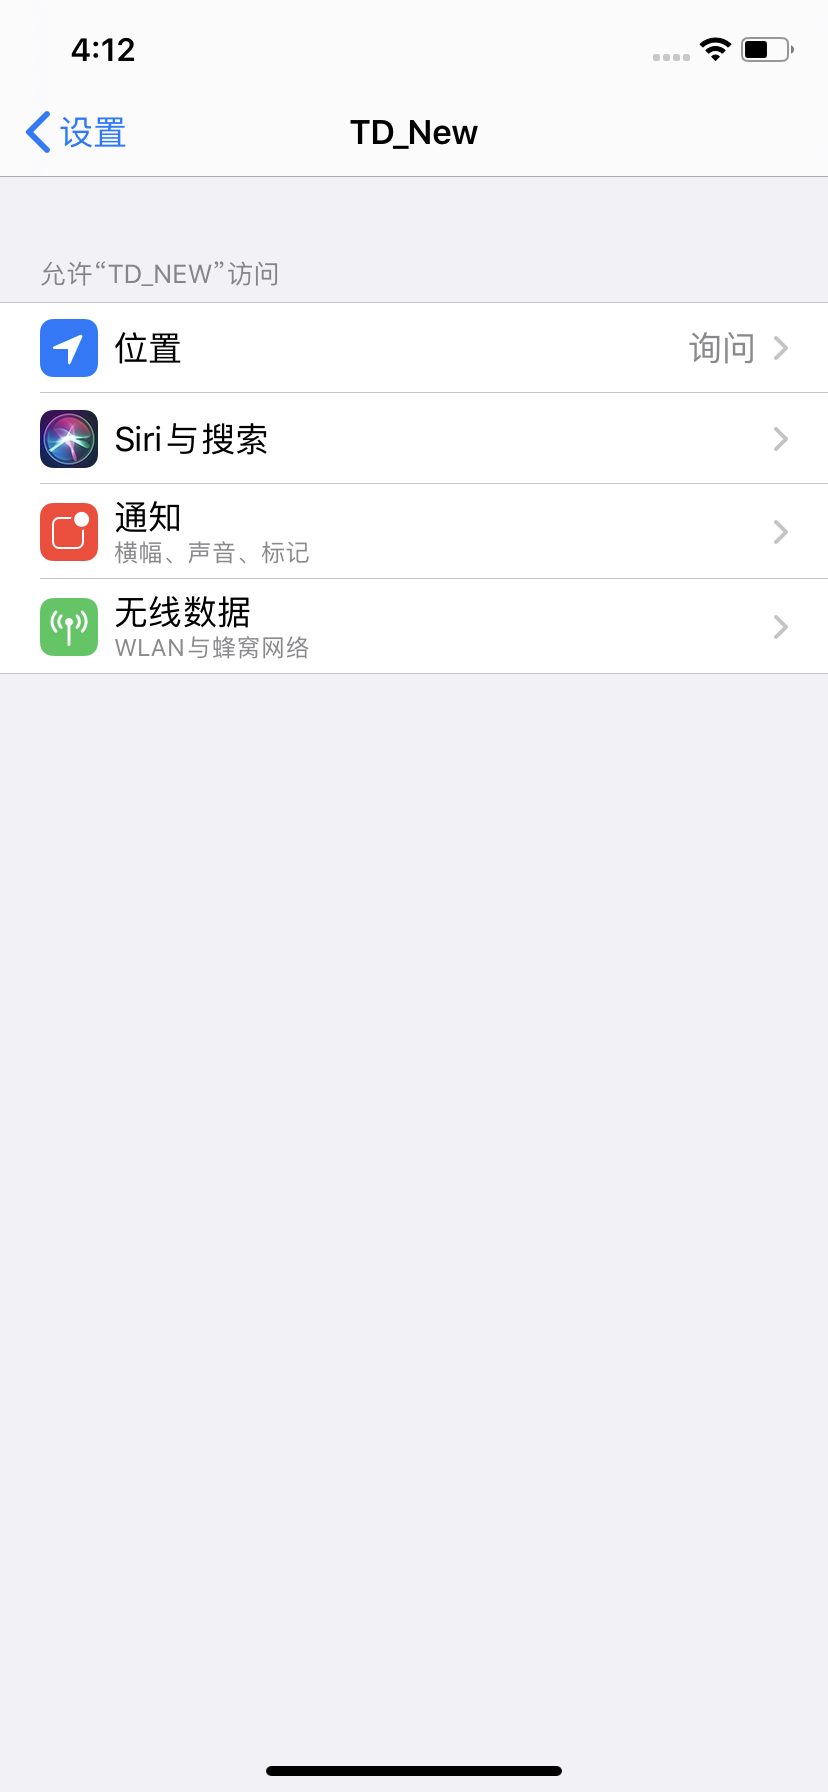 4:12
设置
TD_New
允许“TD_NEW”访问
位置
询问
Siri与搜索
通知
横幅、声音、标记
无线数据
WLAN与蜂窝网络